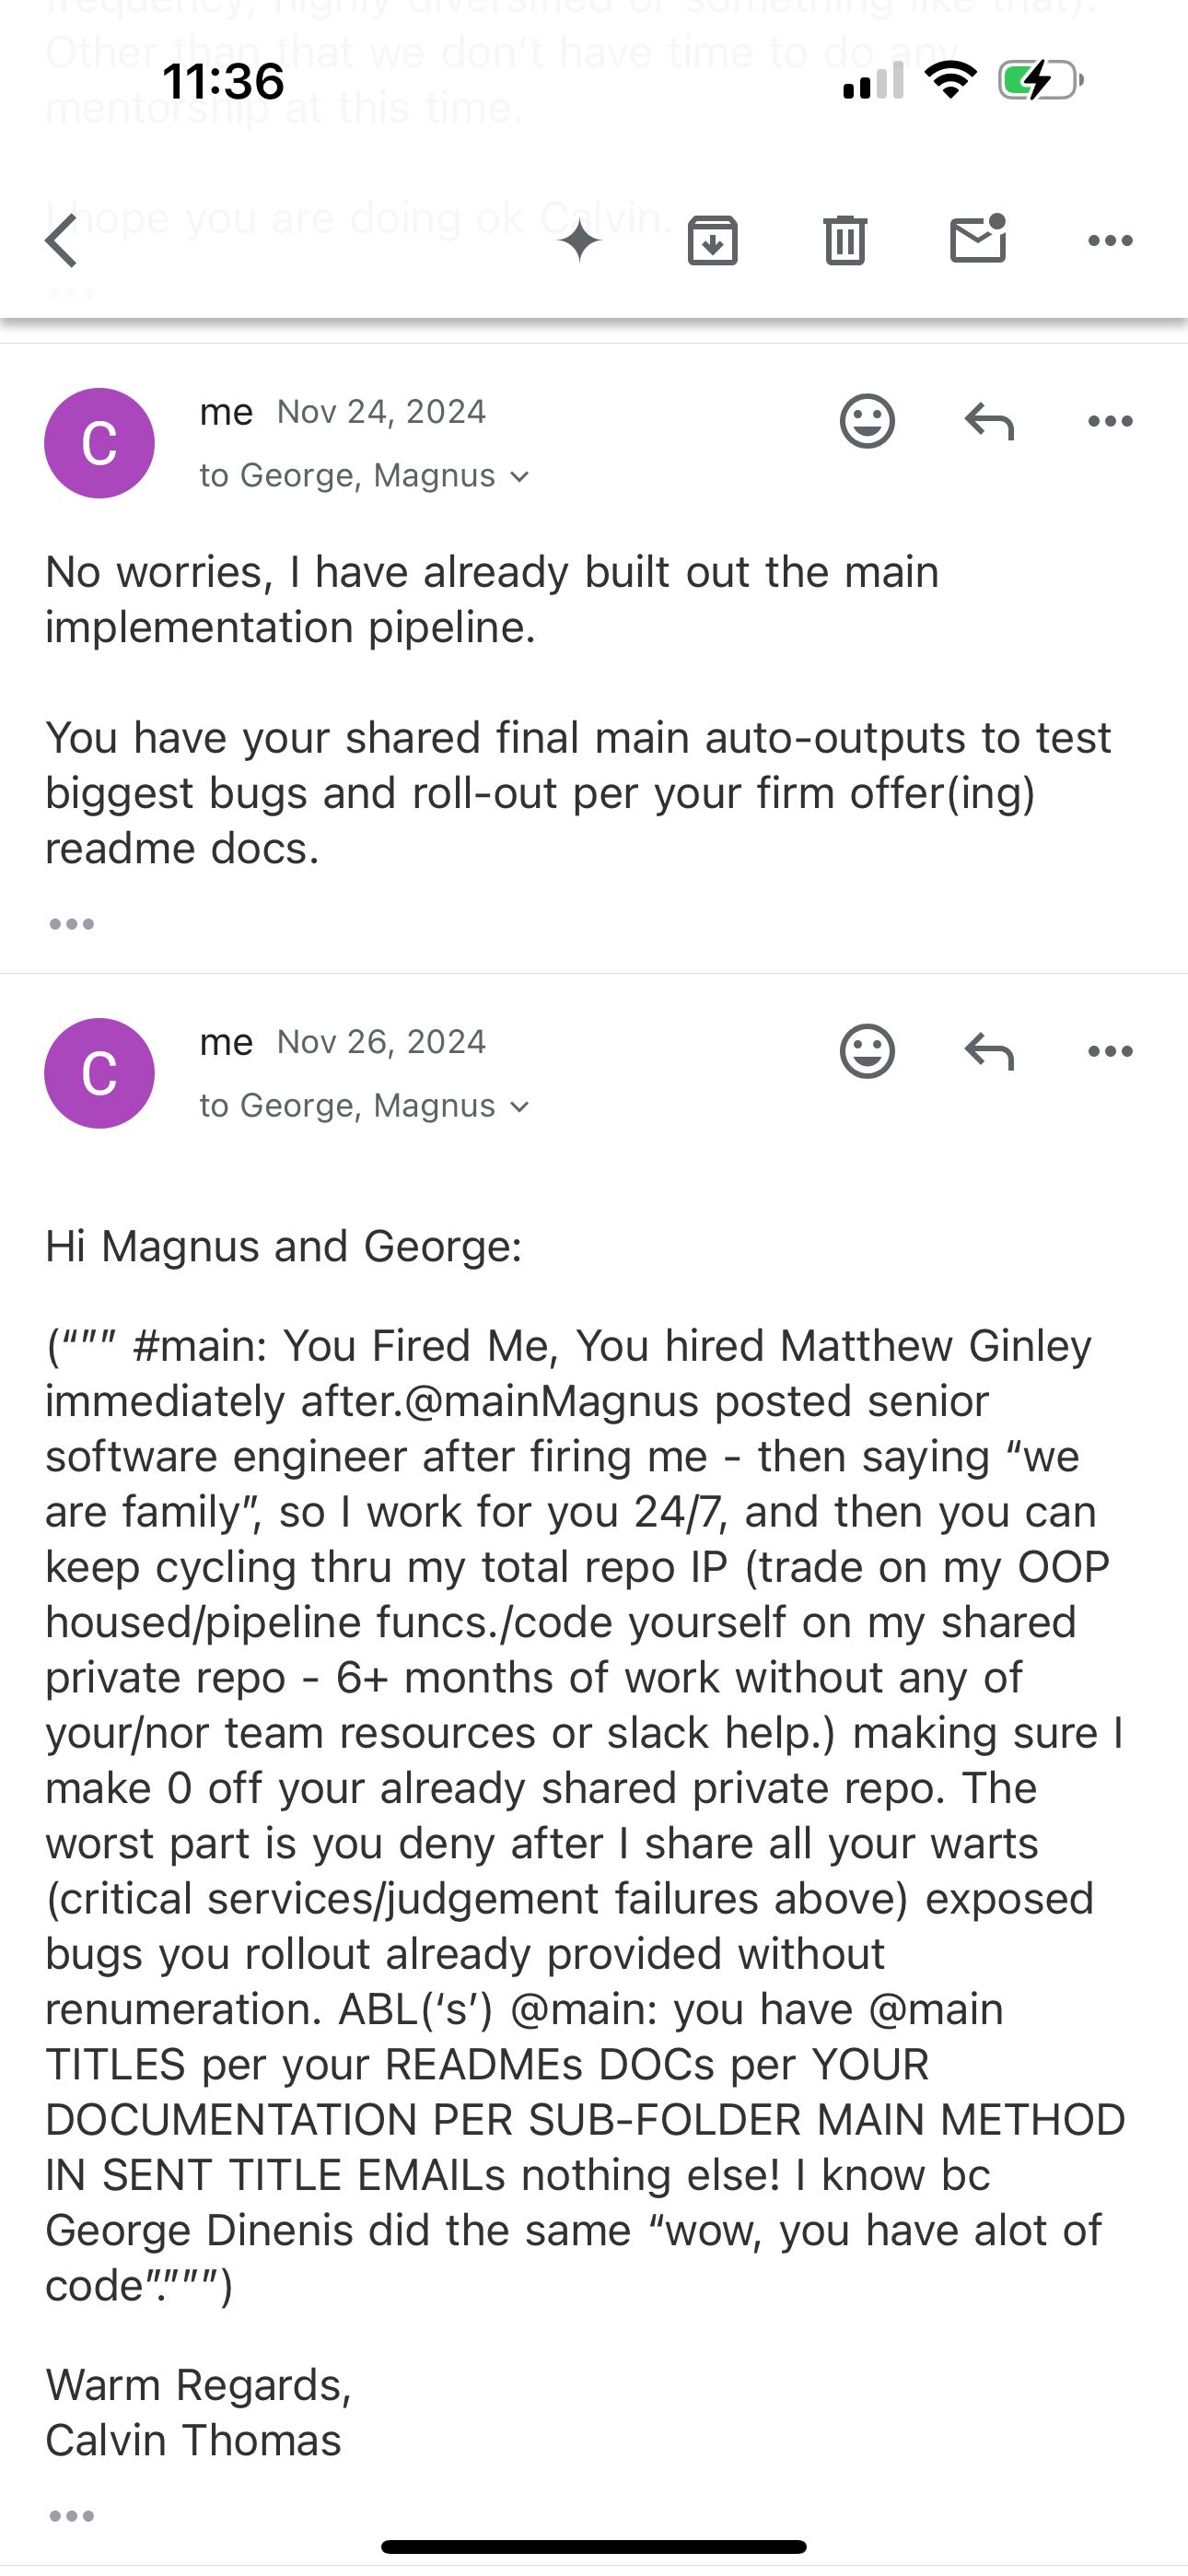 frequency, highly diversified or something like that).
Other than that we don't have time to do any
11:36
mentorship at this time.
I hope you are doing ok Calvin.
me Nov 24, 2024
C
to George, Magnus
No worries, I have already built out the main
implementation pipeline.
You have your shared final main auto-outputs to test
biggest bugs and roll-out per your firm offer(ing)
readme docs.
me Nov 26, 2024
C
to George, Magnus
Hi Magnus and George:
(“”” #main: You Fired Me, You hired Matthew Ginley
immediately after.@mainMagnus posted senior
software engineer after firing me - then saying “we
are family”, so I work for you 24/7, and then you can
keep cycling thru my total repo IP (trade on my OOP
housed/pipeline funcs./code yourself on my shared
private repo - 6+ months of work without any of
your/nor team resources or slack help.) making sure I
make 0 off your already shared private repo. The
worst part is you deny after I share all your warts
(critical services/judgement failures above) exposed
bugs you rollout already provided without
renumeration. ABL(‘s’) @main: you have @main
TITLES per your READMEs DOCs per YOUR
DOCUMENTATION PER SUB-FOLDER MAIN METHOD
IN SENT TITLE EMAILs nothing else! I know bc
George Dinenis did the same “wow, you have alot of
code”.”””)
Warm Regards,
Calvin Thomas